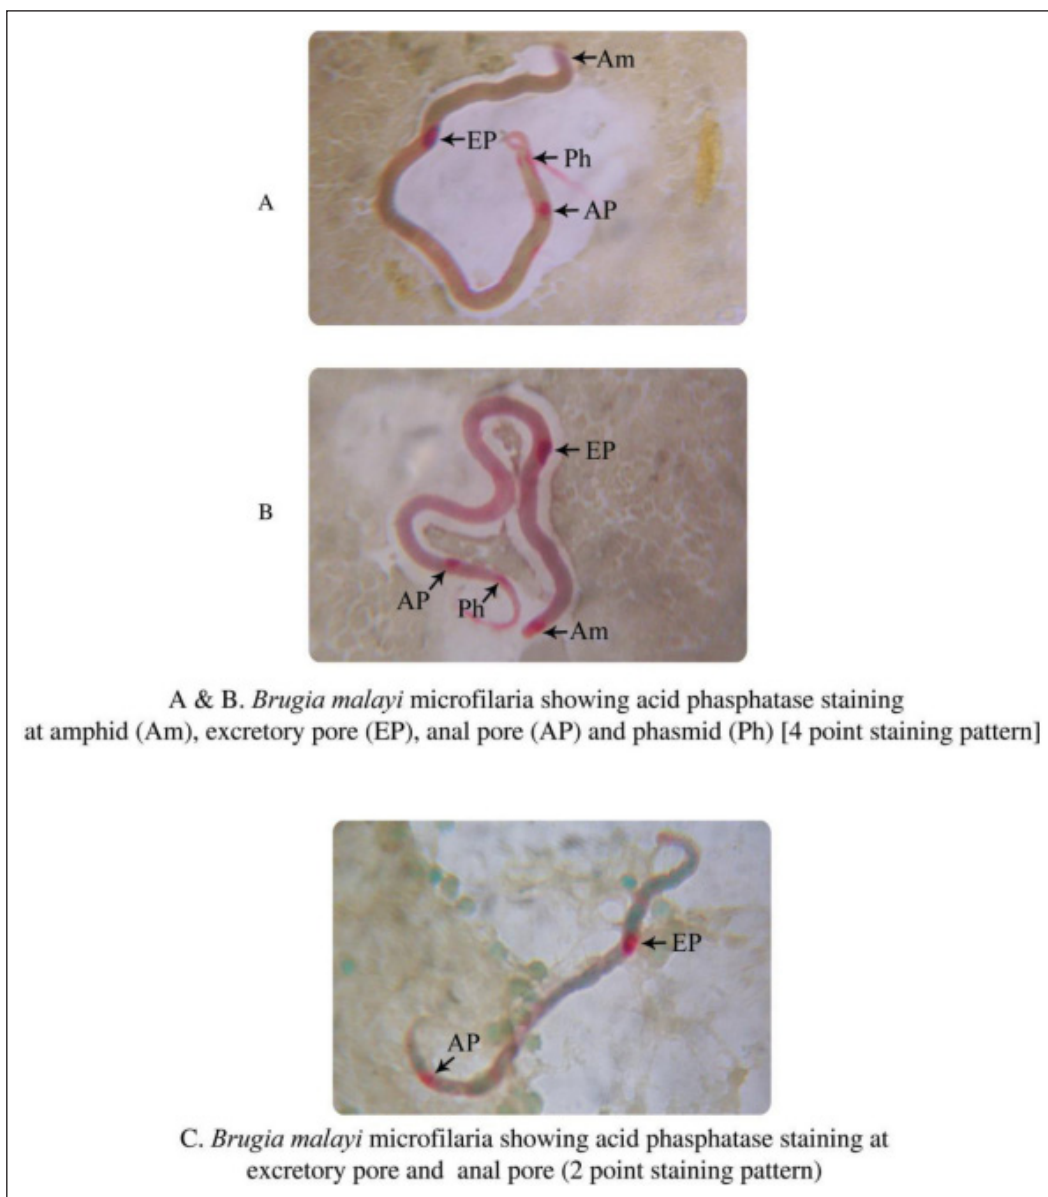 Am
EP
Ph
A
AP
EP
B
AP
Ph
Am
A & B. Brugia malayi microfilaria showing acid phasphatase staining
at amphid (Am), excretory pore (EP), anal pore (AP) and phasmid (Ph) [4 point staining pattern]
EP
AP
C. Brugia malayi microfilaria showing acid phasphatase staining at
excretory pore and anal pore (2 point staining pattern)